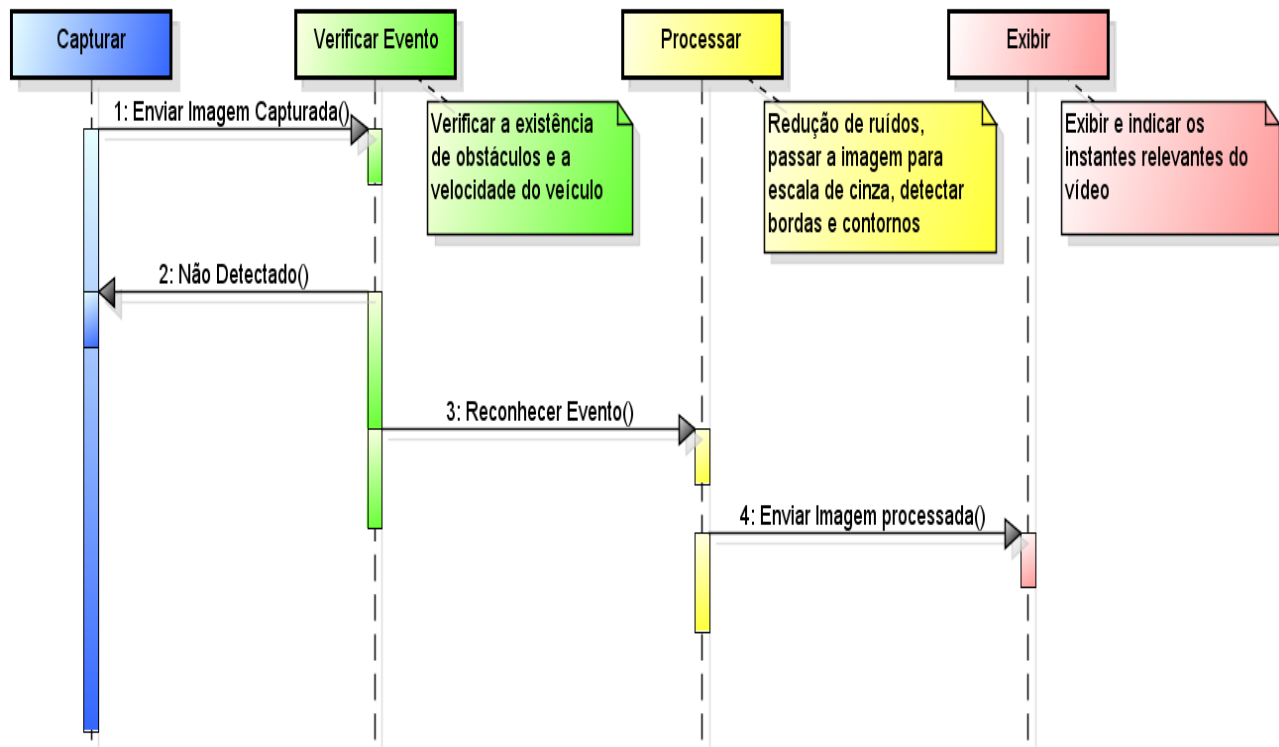 Capturar
Verificar Evento
Processar
Exibir
1: Enviar Imagem Capturada()
Verificar a existência
de obstáculos e a
velocidade do veículo
Redução de ruídos,
passar a imagem para
escala de cinza, detectar
bordas e contornos
Exibir e indicar os
instantes relevantes do
vídeo
2: Não Detectado()
3: Reconhecer Evento()
4: Enviar Imagem processada()